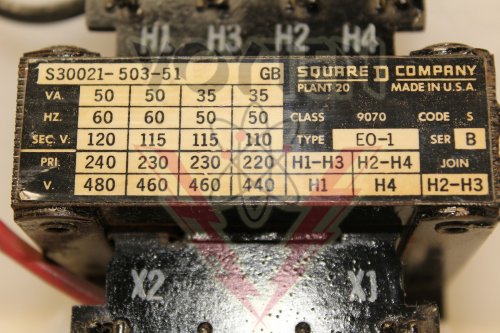 H1 H3 H2 H4
S30021-503-51 GB
VA. 50 50 35 35
HZ. 60 60 50 50
SEC. V. 120 115 115 110
PRI. 240 230 230 220
V. 480 460 460 440
SQUARE D COMPANY
PLANT 20 MADE IN U.S.A.
CLASS 9070 CODE S
TYPE EO-1 SER B
H1-H3 H2-H4 JOIN
H1 H4 H2-H3
X2 X1